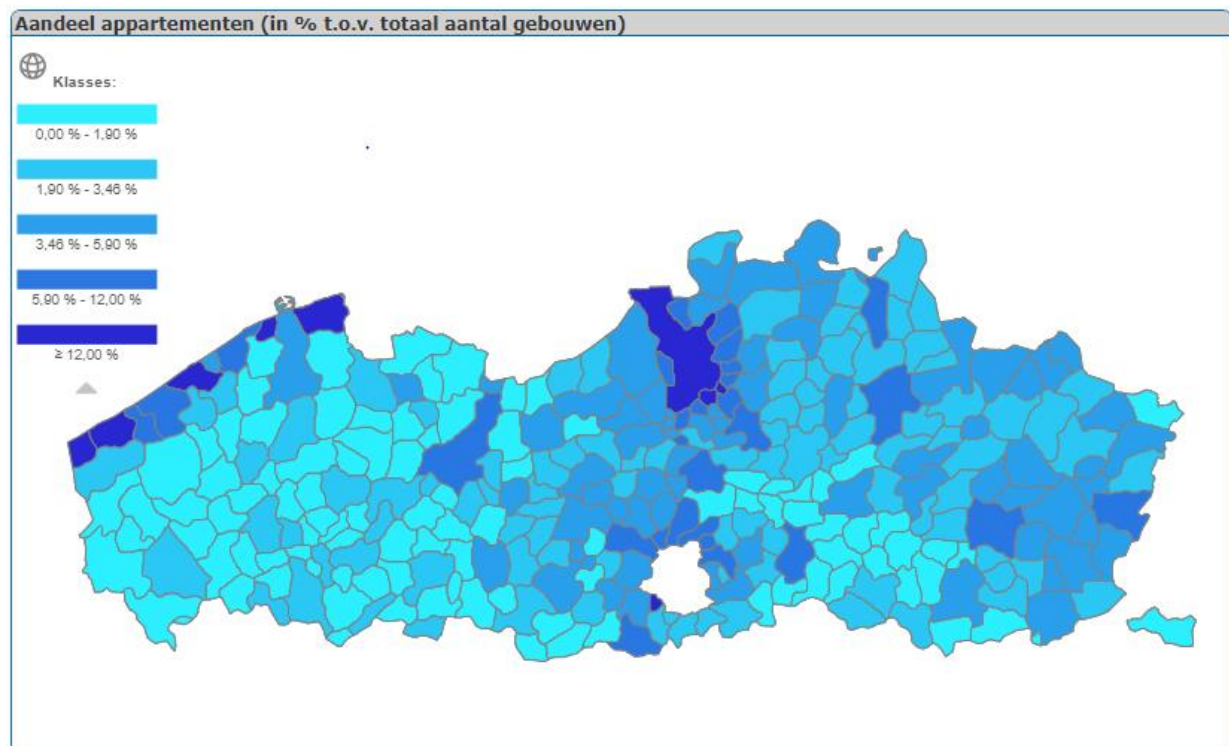 Aandeel appartementen (in % t.o.v. totaal aantal gebouwen)
Klasses:
0,00 % - 1,90 %
1,90 % - 3,46 %
3,46 % - 5,90 %
5,90 % - 12,00 %
≥ 12,00 %